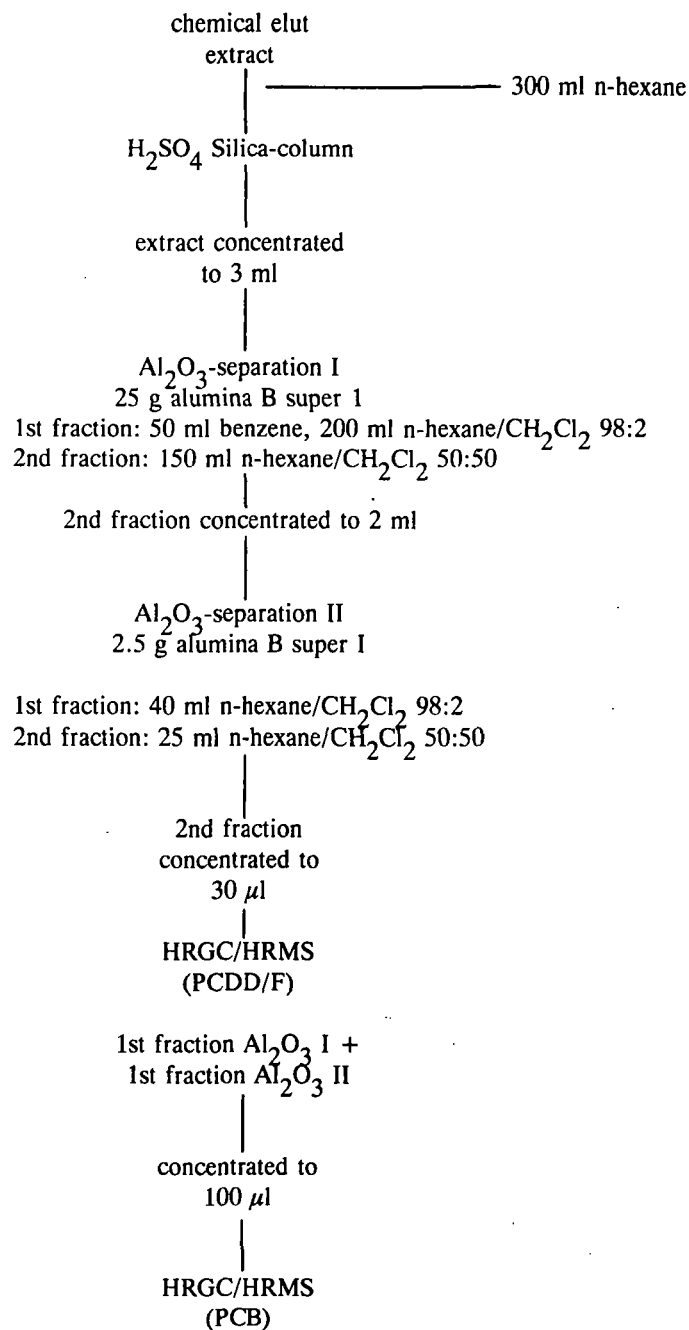 chemical elut
extract
300 ml n-hexane
H₂SO₄ Silica-column
extract concentrated
to 3 ml
Al₂O₃-separation I
25 g alumina B super 1
1st fraction: 50 ml benzene, 200 ml n-hexane/CH₂Cl₂ 98:2
2nd fraction: 150 ml n-hexane/CH₂Cl₂ 50:50
2nd fraction concentrated to 2 ml
Al₂O₃-separation II
2.5 g alumina B super I
1st fraction: 40 ml n-hexane/CH₂Cl₂ 98:2
2nd fraction: 25 ml n-hexane/CH₂Cl₂ 50:50
2nd fraction
concentrated to
30 μl
HRGC/HRMS
(PCDD/F)
1st fraction Al₂O₃ I +
1st fraction Al₂O₃ II
concentrated to
100 μl
HRGC/HRMS
(PCB)